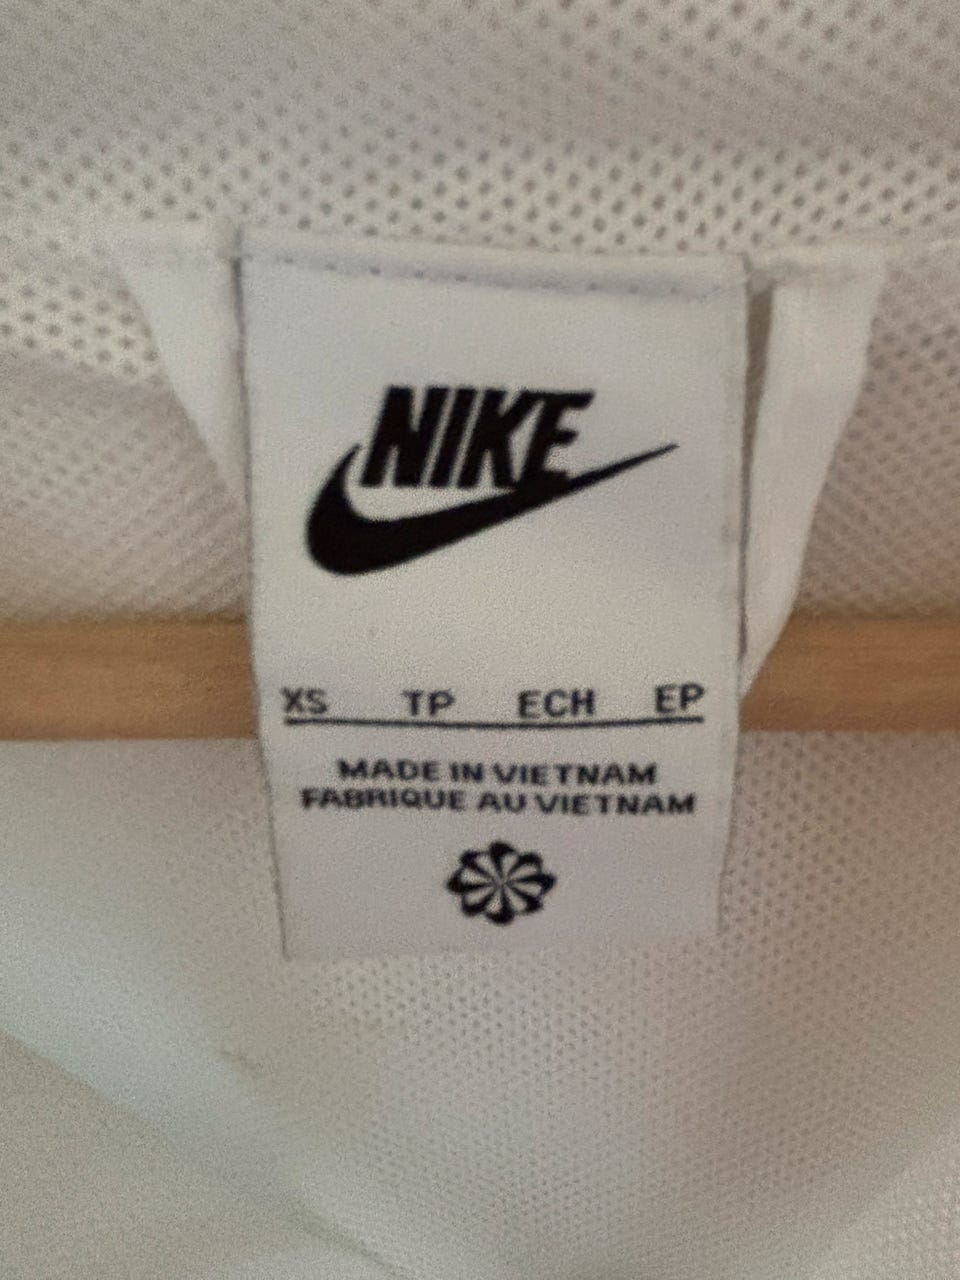 NIKE
XS TP ECH EP
MADE IN VIETNAM
FABRIQUE AU VIETNAM